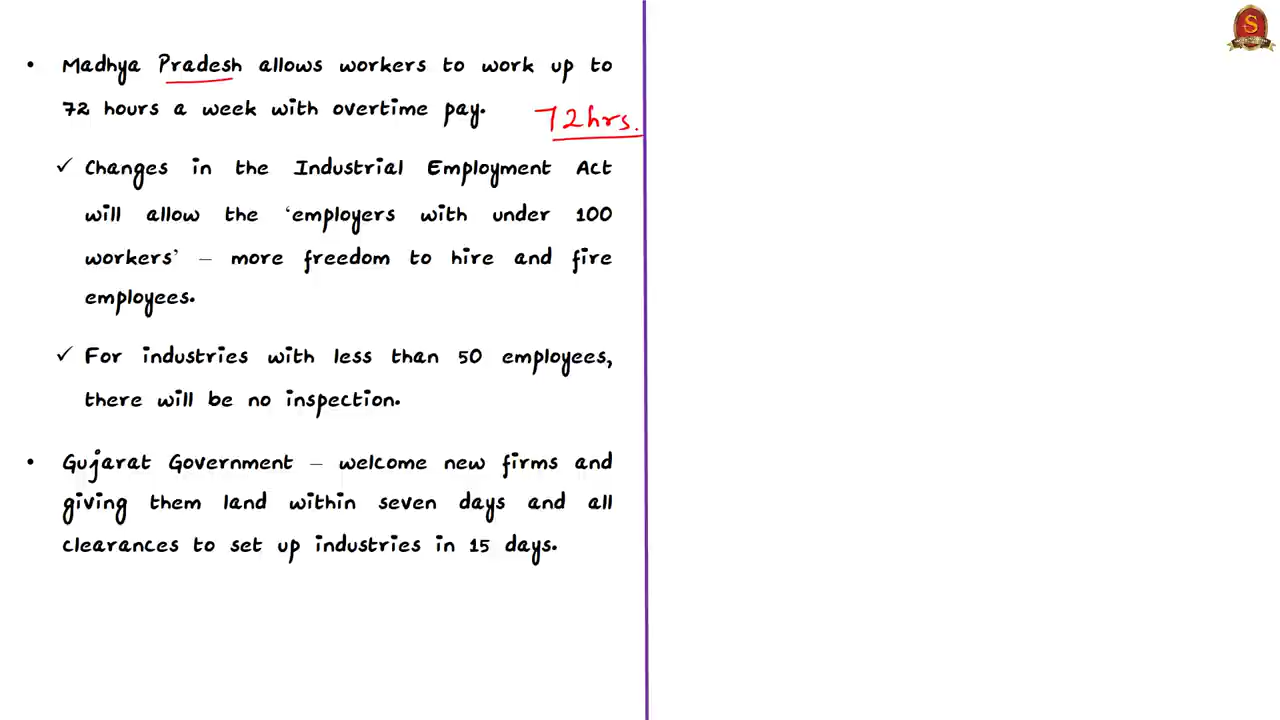 • Madhya Pradesh allows workers to work up to
72 hours a week with overtime pay.
72hrs.
✓ Changes in the Industrial Employment Act
will allow the ‘employers with under 100
workers’ – more freedom to hire and fire
employees.
✓ For industries with less than 50 employees,
there will be no inspection.
• Gujarat Government – welcome new firms and
giving them land within seven days and all
clearances to set up industries in 15 days.
S